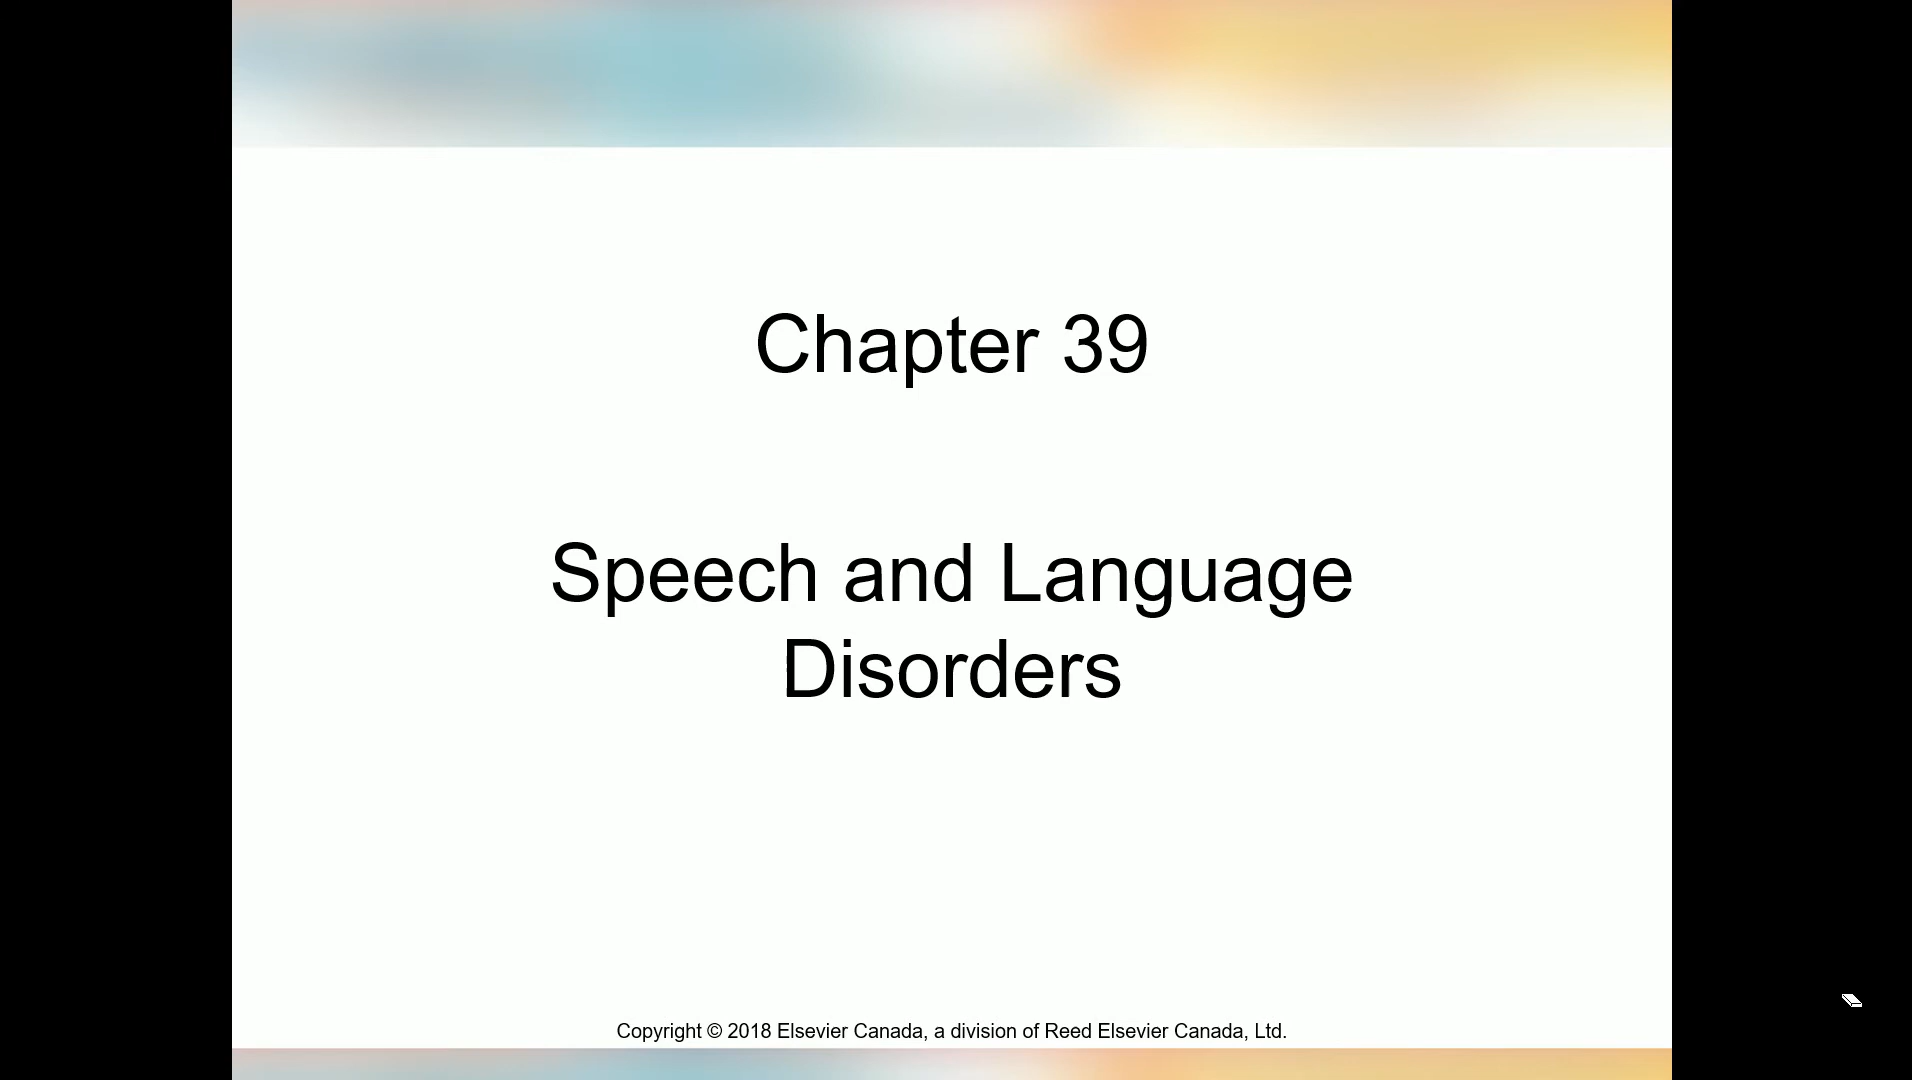 Chapter 39
Speech and Language
Disorders
Copyright © 2018 Elsevier Canada, a division of Reed Elsevier Canada, Ltd.